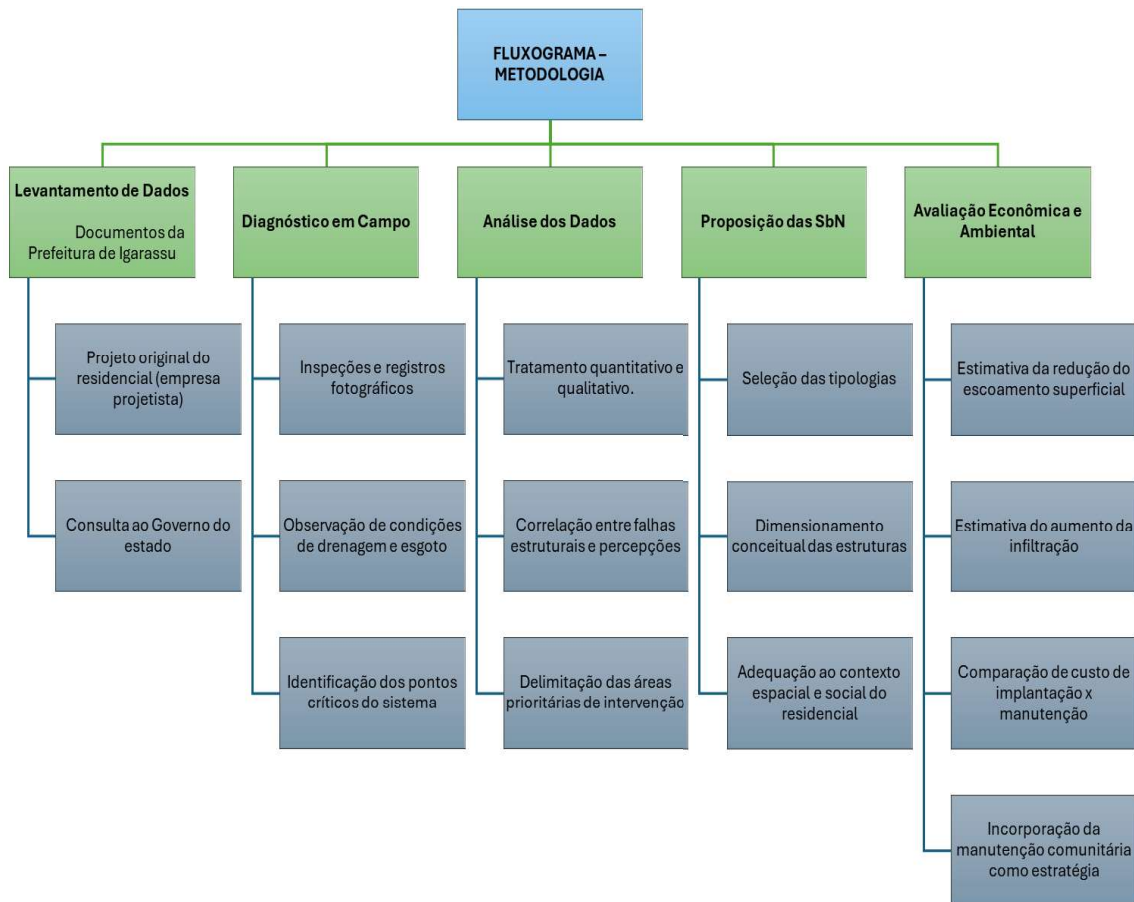 FLUXOGRAMA –
METODOLOGIA
Levantamento de Dados
Documentos da
Prefeitura de Igarassu
Projeto original do
residencial (empresa
projetista)
Consulta ao Governo do
estado
Diagnóstico em Campo
Inspeções e registros
fotográficos
Observação de condições
de drenagem e esgoto
Identificação dos pontos
críticos do sistema
Análise dos Dados
Tratamento quantitativo e
qualitativo.
Correlação entre falhas
estruturais e percepções
Delimitação das áreas
prioritárias de intervenção
Proposição das SbN
Seleção das tipologias
Dimensionamento
conceitual das estruturas
Adequação ao contexto
espacial e social do
residencial
Avaliação Econômica e
Ambiental
Estimativa da redução do
escoamento superficial
Estimativa do aumento da
infiltração
Comparação de custo de
implantação x
manutenção
Incorporação da
manutenção comunitária
como estratégia